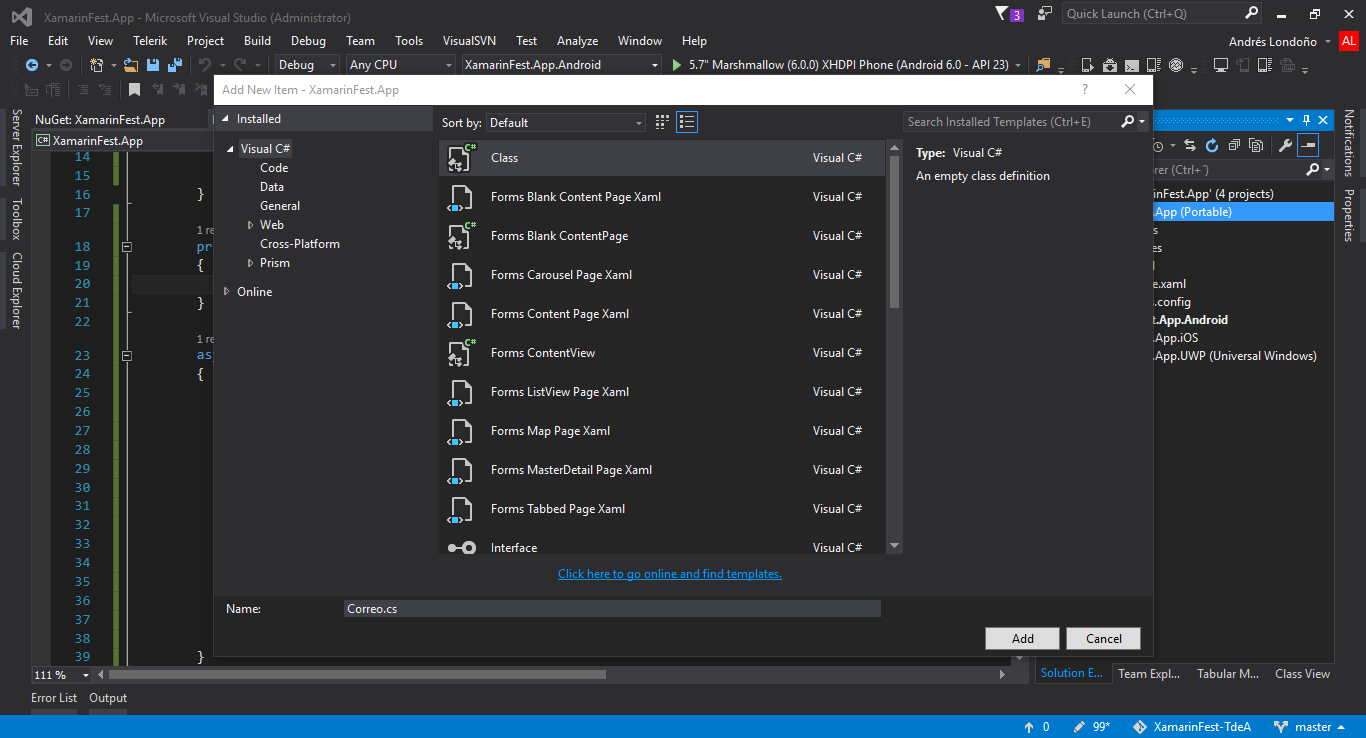 XamarinFest.App - Microsoft Visual Studio (Administrator)
3
Quick Launch (Ctrl+Q)
File Edit View Telerik Project Build Debug Team Tools VisualSVN Test Analyze Window Help
Andrés Londoño
AL
Debug
Any CPU
XamarinFest.App.Android
5.7" Marshmallow (6.0.0) XHDPI Phone (Android 6.0 - API 23)
Server Explorer
Toolbox
Cloud Explorer
NuGet: XamarinFest.App
C# XamarinFest.App
14
15
16 }
17
1 re
18 pr
19 {
20
21 }
22
1 re
23 as
24 {
25
26
27
28
29
30
31
32
33
34
35
36
37
38
39 }
111 %
Add New Item - XamarinFest.App
?
Installed
Visual C#
Code
Data
General
Web
Cross-Platform
Prism
Online
Sort by: Default
Search Installed Templates (Ctrl+E)
Class Visual C#
Forms Blank Content Page Xaml Visual C#
Forms Blank ContentPage Visual C#
Forms Carousel Page Xaml Visual C#
Forms Content Page Xaml Visual C#
Forms ContentView Visual C#
Forms ListView Page Xaml Visual C#
Forms Map Page Xaml Visual C#
Forms MasterDetail Page Xaml Visual C#
Forms Tabbed Page Xaml Visual C#
Interface Visual C#
Type: Visual C#
An empty class definition
Click here to go online and find templates.
Name: Correo.cs
Add
Cancel
rer (Ctrl+´)
inFest.App' (4 projects)
.App (Portable)
s
es
l
e.xaml
s.config
t.App.Android
.App.iOS
.App.UWP (Universal Windows)
Notifications
Properties
Solution E... Team Expl... Tabular M... Class View
Error List Output
0
99*
XamarinFest-TdeA
master